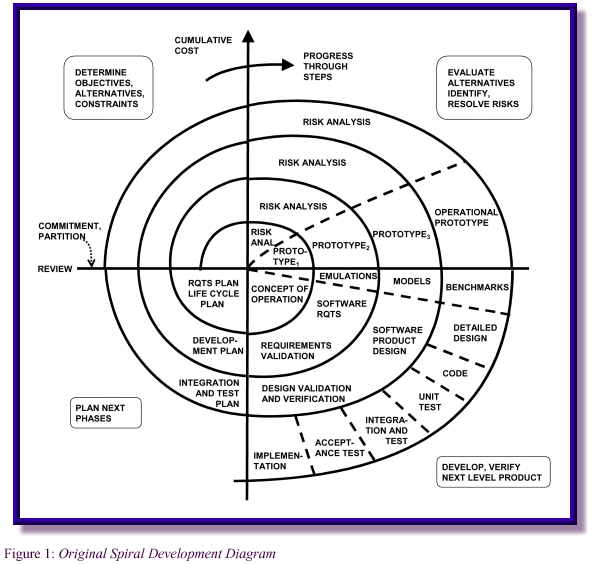 CUMULATIVE
COST
PROGRESS
THROUGH
STEPS
DETERMINE
OBJECTIVES,
ALTERNATIVES,
CONSTRAINTS
EVALUATE
ALTERNATIVES
IDENTIFY,
RESOLVE RISKS
RISK ANALYSIS
RISK ANALYSIS
RISK ANALYSIS
RISK
ANAL.
PROTO-
TYPE1
PROTOTYPE2
PROTOTYPE3
OPERATIONAL
PROTOTYPE
COMMITMENT,
PARTITION
REVIEW
EMULATIONS
MODELS
BENCHMARKS
RQTS PLAN
LIFE CYCLE
PLAN
CONCEPT OF
OPERATION
SOFTWARE
RQTS
SOFTWARE
PRODUCT
DESIGN
DETAILED
DESIGN
DEVELOP-
MENT PLAN
REQUIREMENTS
VALIDATION
CODE
INTEGRATION
AND TEST
PLAN
DESIGN VALIDATION
AND VERIFICATION
UNIT
TEST
PLAN NEXT
PHASES
INTEGRA-
TION AND
TEST
ACCEPT-
ANCE TEST
IMPLEMEN-
TATION
DEVELOP, VERIFY
NEXT LEVEL PRODUCT
Figure 1: Original Spiral Development Diagram